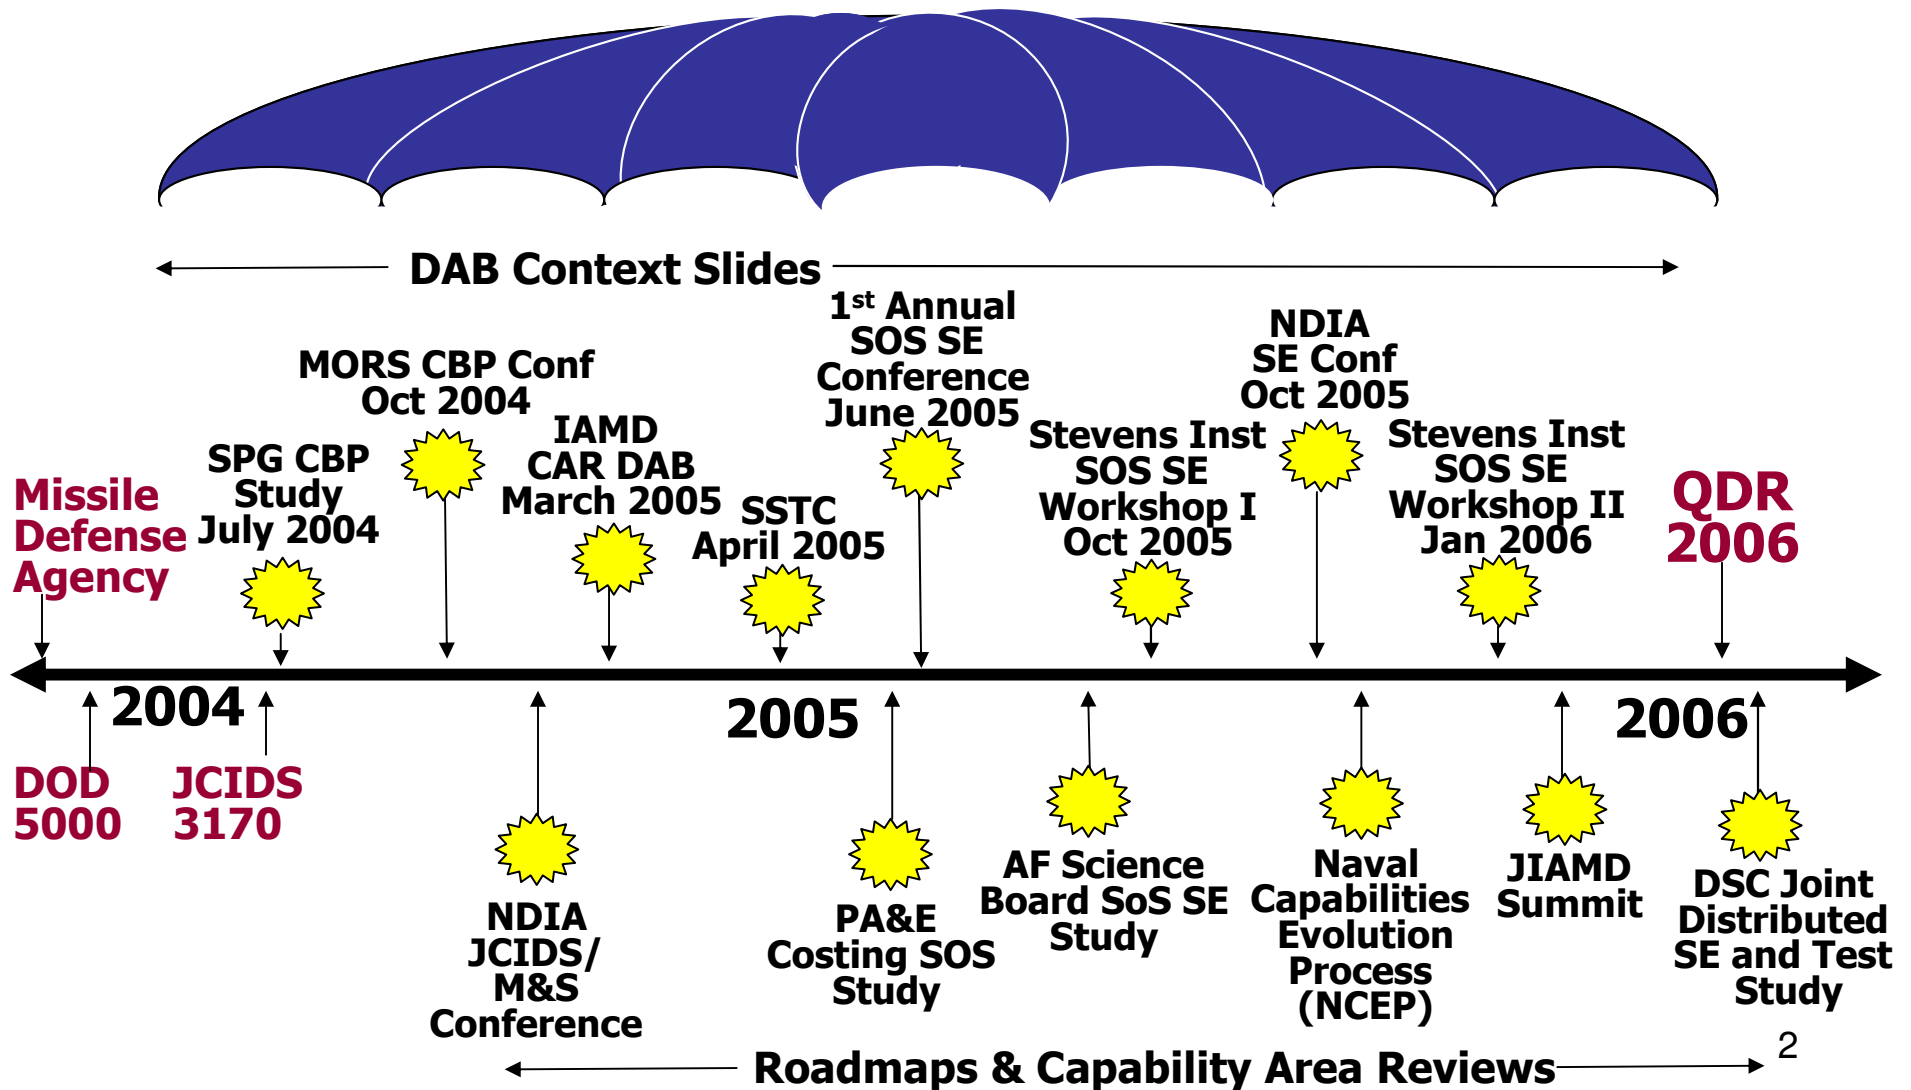 DAB Context Slides
Missile
Defense
Agency
SPG CBP
Study
July 2004
MORS CBP Conf
Oct 2004
IAMD
CAR DAB
March 2005
SSTC
April 2005
1st Annual
SOS SE
Conference
June 2005
Stevens Inst
SOS SE
Workshop I
Oct 2005
NDIA
SE Conf
Oct 2005
Stevens Inst
SOS SE
Workshop II
Jan 2006
QDR
2006
2004
2005
2006
DOD
5000
JCIDS
3170
NDIA
JCIDS/
M&S
Conference
PA&E
Costing SOS
Study
AF Science
Board SoS SE
Study
Naval
Capabilities
Evolution
Process
(NCEP)
JIAMD
Summit
DSC Joint
Distributed
SE and Test
Study
Roadmaps & Capability Area Reviews
2